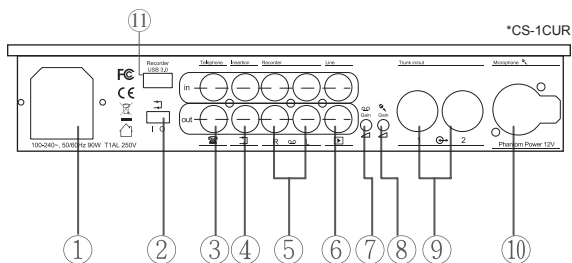 *CS-1CUR
⑪
Recorder
USB 3.0
Telephone Insertion Recorder Line Trunk in/out Microphone
FC
CE
in
out
Gain Gain
I O
R L
1 2
100-240~, 50/60Hz 90W T1AL 250V
Phantom Power 12V
① ② ③ ④ ⑤ ⑥ ⑦ ⑧ ⑨ ⑩